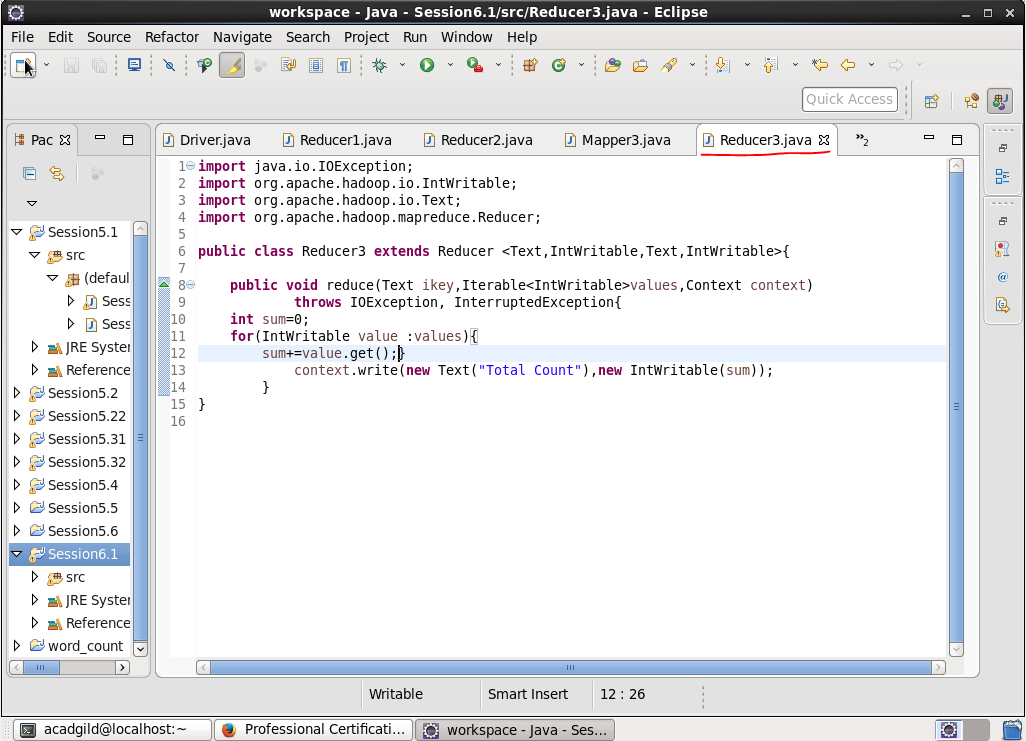 workspace - Java - Session6.1/src/Reducer3.java - Eclipse
File Edit Source Refactor Navigate Search Project Run Window Help
Quick Access
Pac
Driver.java Reducer1.java Reducer2.java Mapper3.java Reducer3.java »2
1 import java.io.IOException;
2 import org.apache.hadoop.io.IntWritable;
3 import org.apache.hadoop.io.Text;
4 import org.apache.hadoop.mapreduce.Reducer;
5
6 public class Reducer3 extends Reducer <Text,IntWritable,Text,IntWritable>{
7
8 public void reduce(Text ikey,Iterable<IntWritable>values,Context context)
9 throws IOException, InterruptedException{
10 int sum=0;
11 for(IntWritable value :values){
12 sum+=value.get();}
13 context.write(new Text("Total Count"),new IntWritable(sum));
14 }
15 }
16
Session5.1
src
(defaul
Sess
Sess
JRE Syster
Reference
Session5.2
Session5.22
Session5.31
Session5.32
Session5.4
Session5.5
Session5.6
Session6.1
src
JRE Syster
Reference
word_count
Writable Smart Insert 12 : 26
acadgild@localhost:~ Professional Certificati... workspace - Java - Ses...